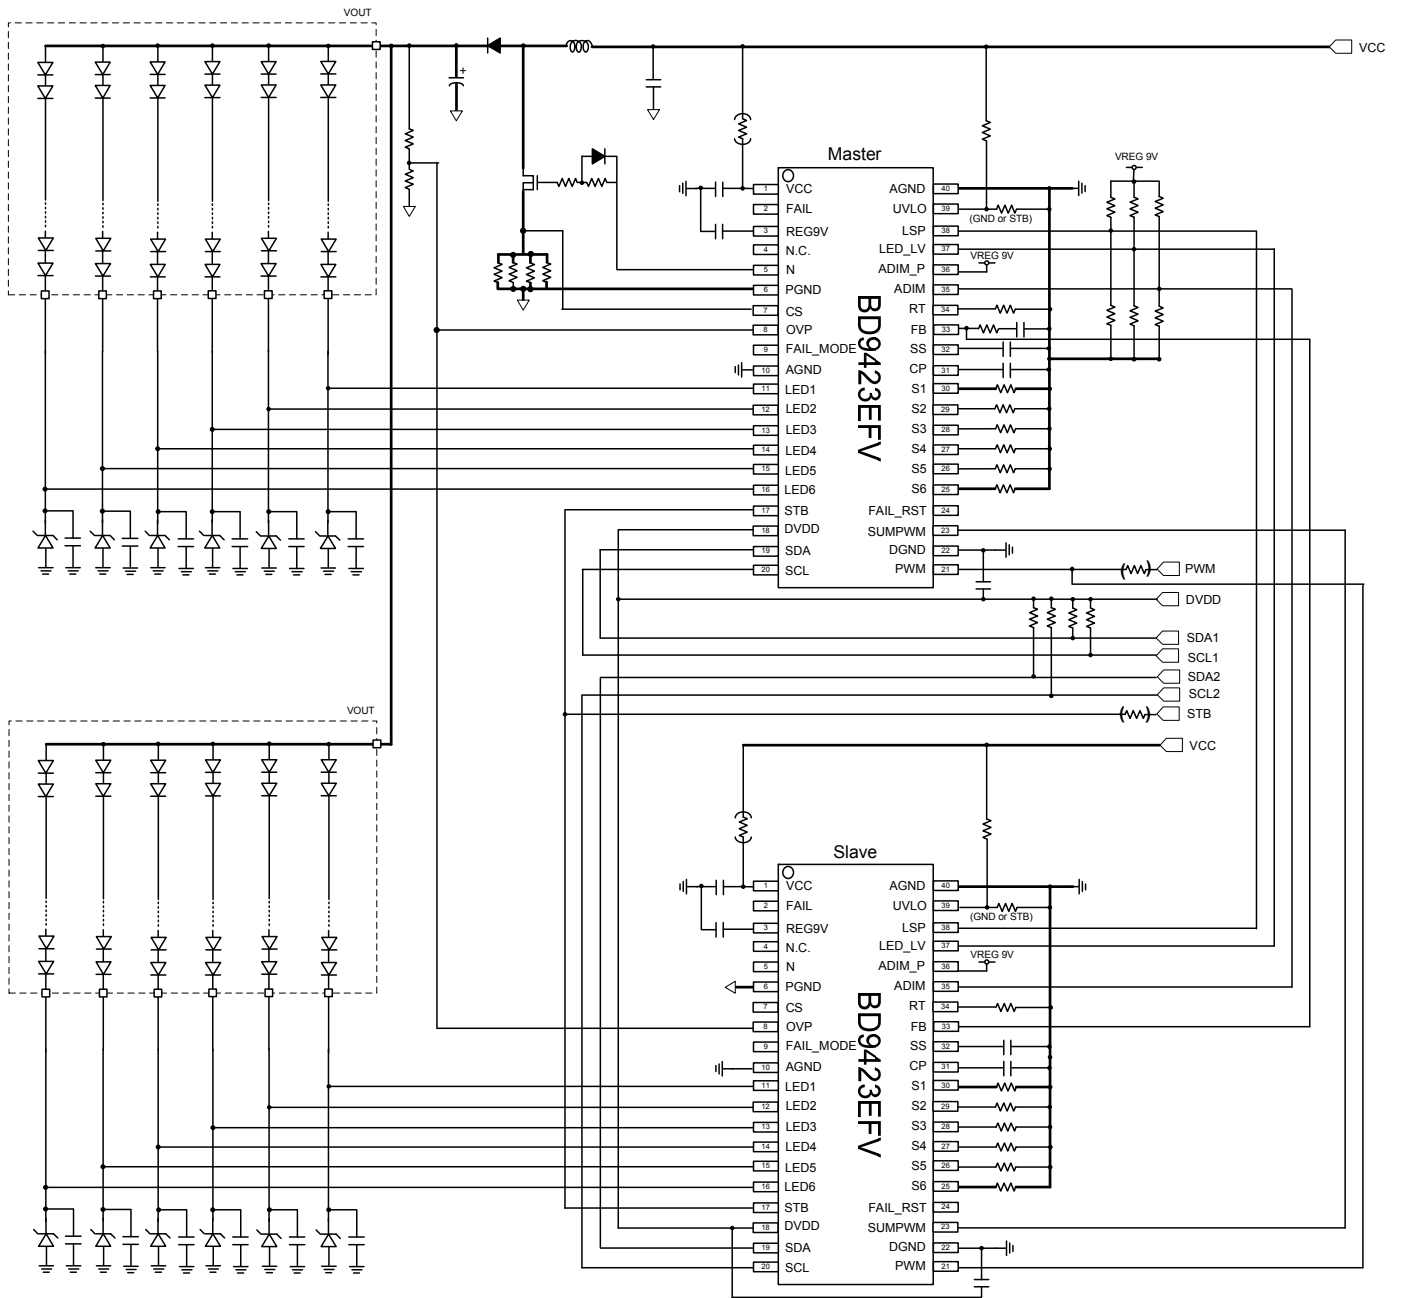 VOUT
VCC
+
Master
BD9423EFV
1 VCC AGND 40
2 FAIL UVLO 39
(GND or STB)
3 REG9V LSP 38
4 N.C. LED_LV 37
5 N ADIM_P 36
VREG 9V
VREG 9V
6 PGND ADIM 35
7 CS RT 34
8 OVP FB 33
9 FAIL_MODE SS 32
10 AGND CP 31
11 LED1 S1 30
12 LED2 S2 29
13 LED3 S3 28
14 LED4 S4 27
15 LED5 S5 26
16 LED6 S6 25
17 STB FAIL_RST 24
18 DVDD SUMPWM 23
19 SDA DGND 22
20 SCL PWM 21
PWM
DVDD
SDA1
SCL1
SDA2
SCL2
STB
VCC
VOUT
Slave
BD9423EFV
1 VCC AGND 40
2 FAIL UVLO 39
(GND or STB)
3 REG9V LSP 38
4 N.C. LED_LV 37
5 N ADIM_P 36
VREG 9V
6 PGND ADIM 35
7 CS RT 34
8 OVP FB 33
9 FAIL_MODE SS 32
10 AGND CP 31
11 LED1 S1 30
12 LED2 S2 29
13 LED3 S3 28
14 LED4 S4 27
15 LED5 S5 26
16 LED6 S6 25
17 STB FAIL_RST 24
18 DVDD SUMPWM 23
19 SDA DGND 22
20 SCL PWM 21